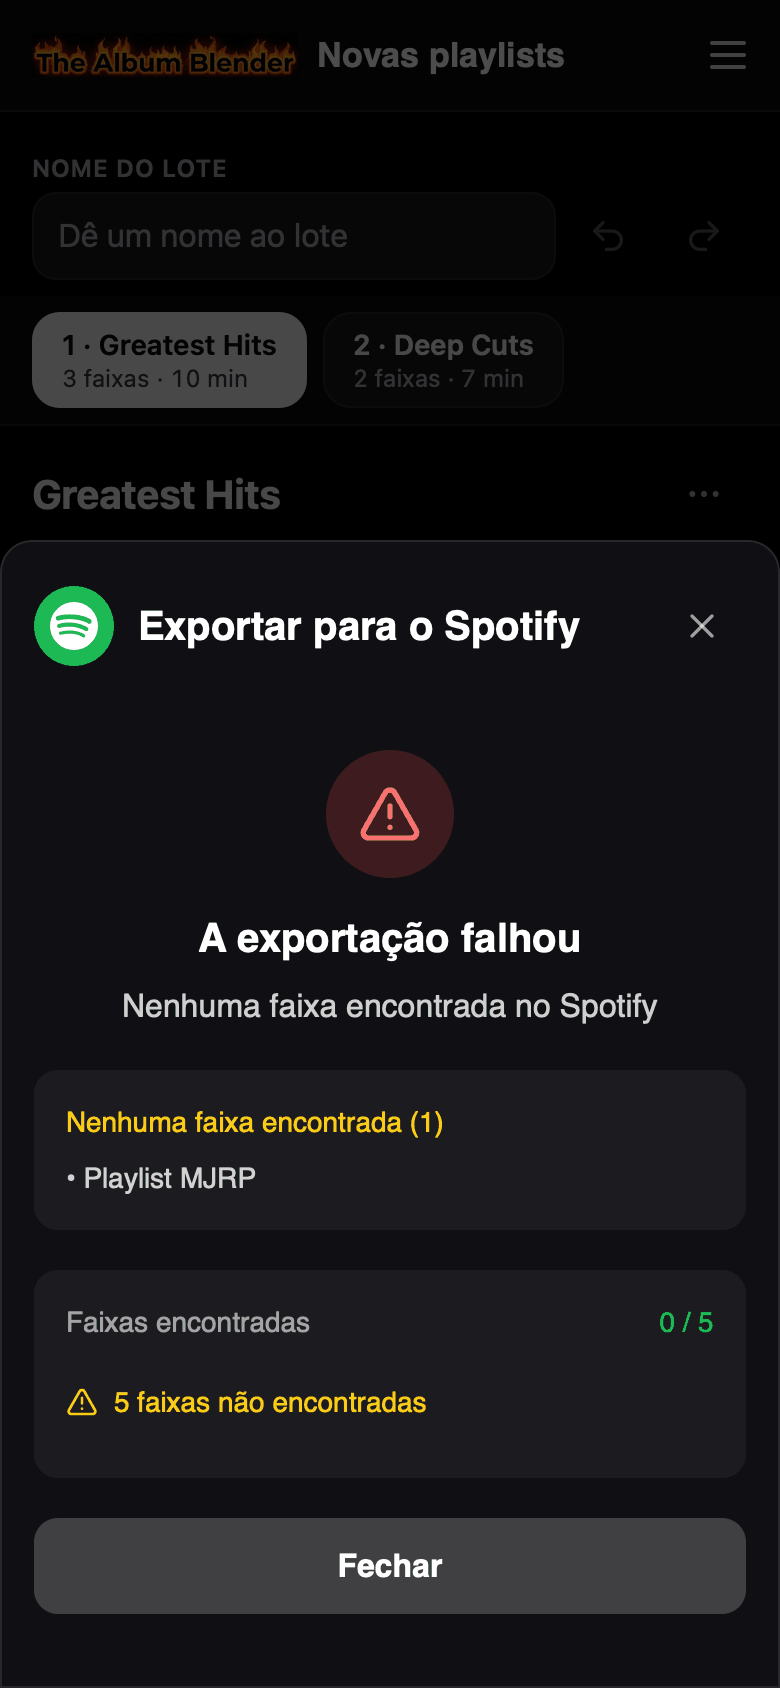 The Album Blender Novas playlists
NOME DO LOTE
Dê um nome ao lote
1 · Greatest Hits
3 faixas · 10 min
2 · Deep Cuts
2 faixas · 7 min
Greatest Hits
Exportar para o Spotify
A exportação falhou
Nenhuma faixa encontrada no Spotify
Nenhuma faixa encontrada (1)
• Playlist MJRP
Faixas encontradas 0 / 5
5 faixas não encontradas
Fechar